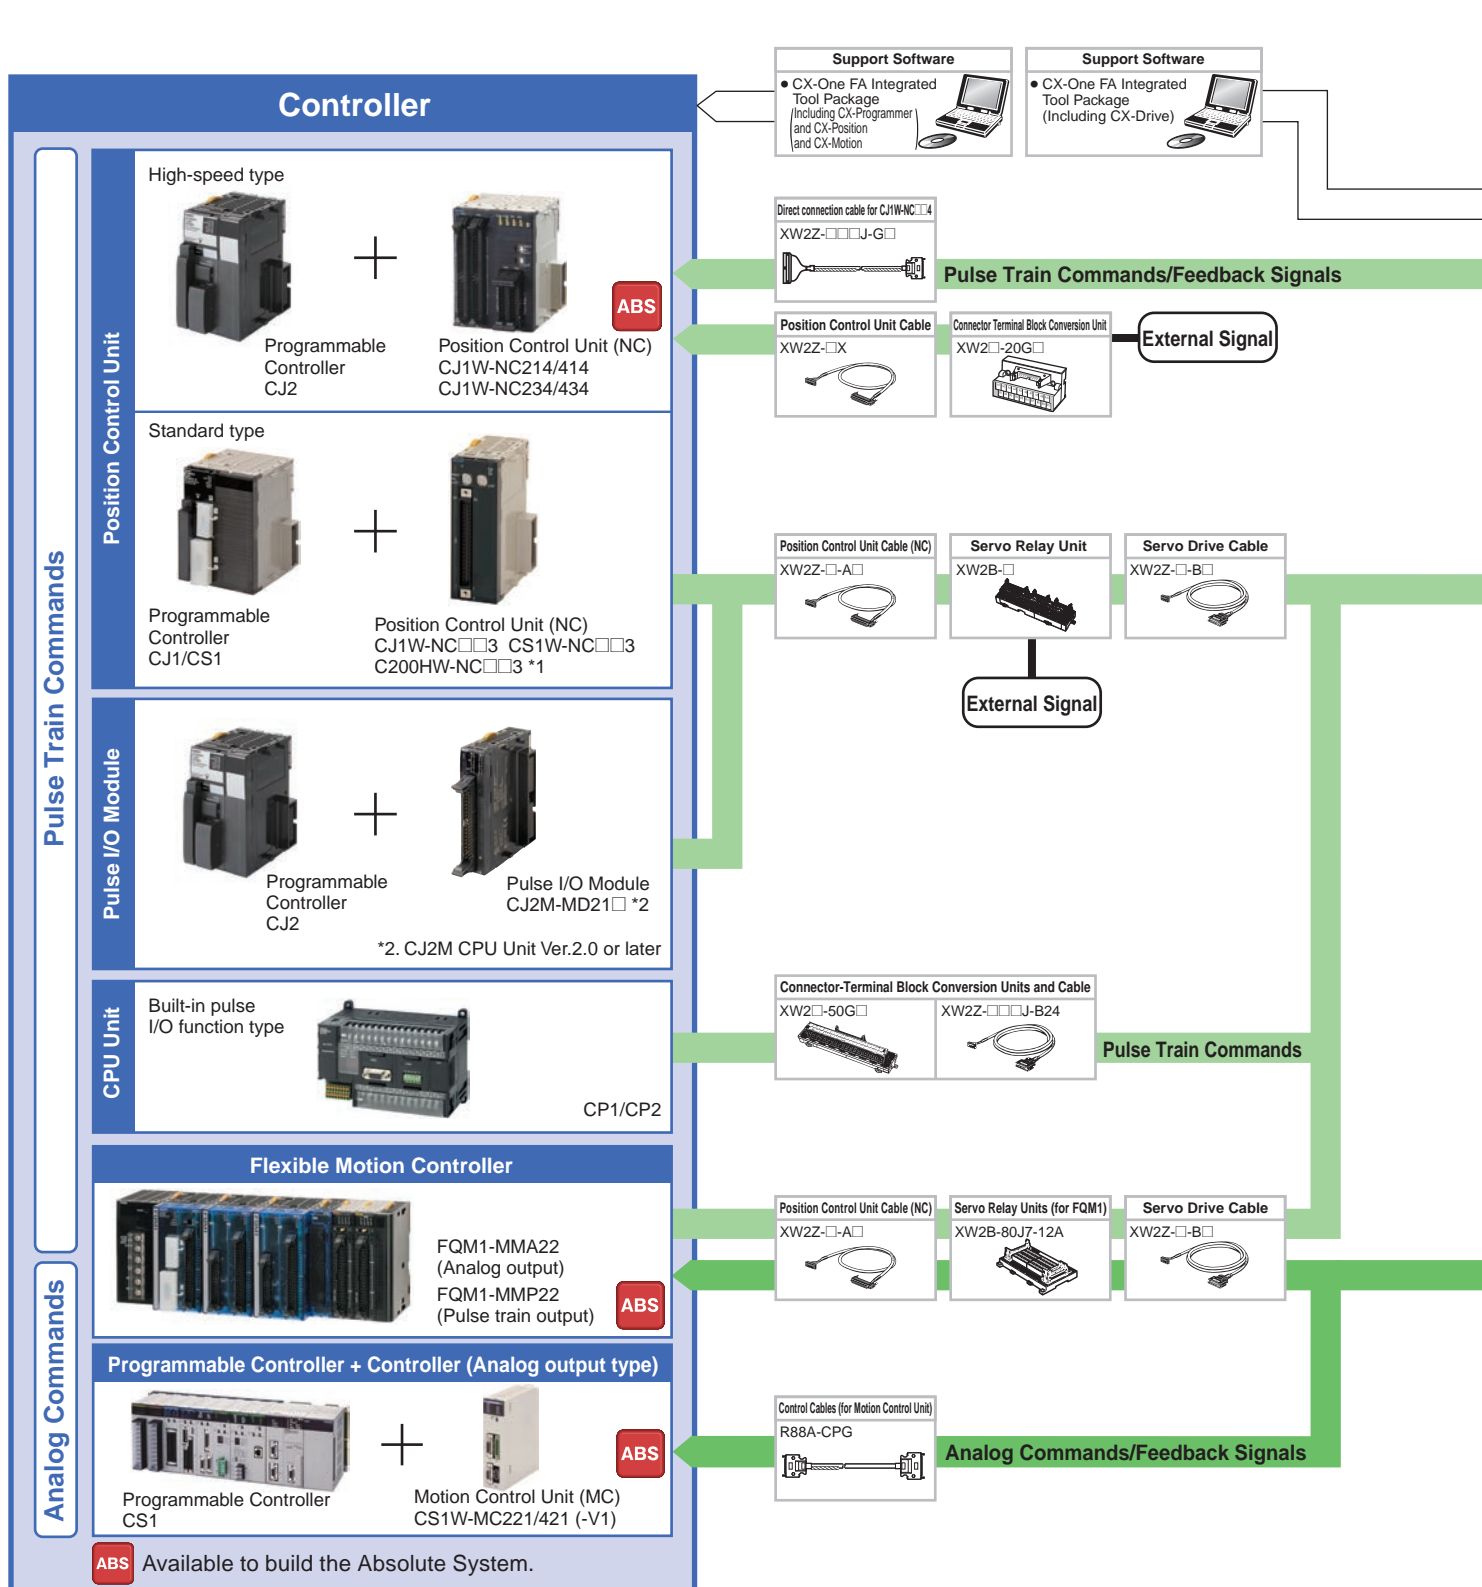 Support Software
● CX-One FA Integrated
Tool Package
(Including CX-Programmer
and CX-Position
and CX-Motion)
Support Software
● CX-One FA Integrated
Tool Package
(Including CX-Drive)
Controller
Pulse Train Commands
Analog Commands
Position Control Unit
High-speed type
Programmable
Controller
CJ2
ABS
Position Control Unit (NC)
CJ1W-NC214/414
CJ1W-NC234/434
Direct connection cable for CJ1W-NC□□4
XW2Z-□□□J-G□
Pulse Train Commands/Feedback Signals
Position Control Unit Cable
XW2Z-□X
Connector Terminal Block Conversion Unit
XW2□-20G□
External Signal
Standard type
Programmable
Controller
CJ1/CS1
Position Control Unit (NC)
CJ1W-NC□□3 CS1W-NC□□3
C200HW-NC□□3 *1
Position Control Unit Cable (NC)
XW2Z-□-A□
Servo Relay Unit
XW2B-□
Servo Drive Cable
XW2Z-□-B□
External Signal
Pulse I/O Module
Programmable
Controller
CJ2
Pulse I/O Module
CJ2M-MD21□ *2
*2. CJ2M CPU Unit Ver.2.0 or later
CPU Unit
Built-in pulse
I/O function type
CP1/CP2
Connector-Terminal Block Conversion Units and Cable
XW2□-50G□
XW2Z-□□□J-B24
Pulse Train Commands
Flexible Motion Controller
FQM1-MMA22
(Analog output)
FQM1-MMP22
(Pulse train output)
ABS
Position Control Unit Cable (NC)
XW2Z-□-A□
Servo Relay Units (for FQM1)
XW2B-80J7-12A
Servo Drive Cable
XW2Z-□-B□
Programmable Controller + Controller (Analog output type)
Programmable Controller
CS1
Motion Control Unit (MC)
CS1W-MC221/421 (-V1)
ABS
Control Cables (for Motion Control Unit)
R88A-CPG
Analog Commands/Feedback Signals
ABS Available to build the Absolute System.